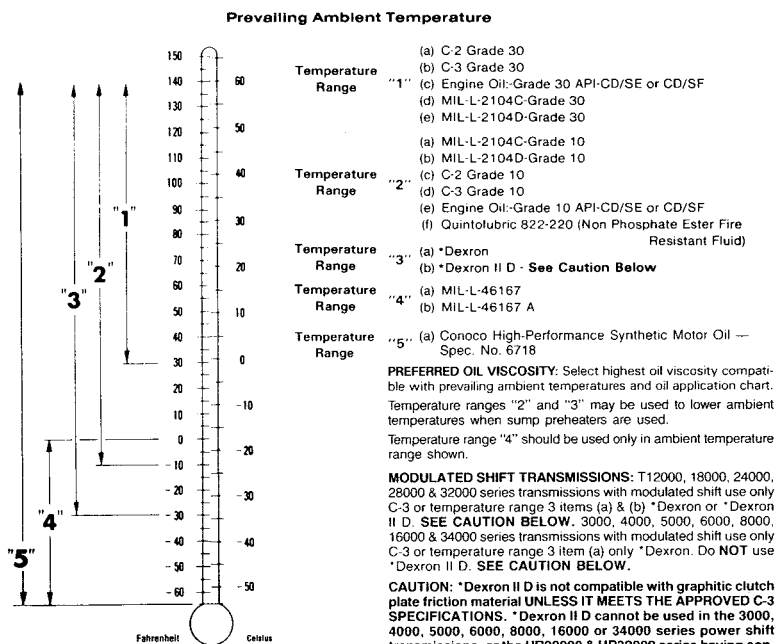 Prevailing Ambient Temperature
150
140
130
120
110
100
90
80
70
60
50
40
30
20
10
0
- 10
- 20
- 30
- 40
- 50
- 60
60
50
40
30
20
10
0
- 10
- 20
- 30
- 40
- 50
"1"
"2"
"3"
"4"
"5"
Fahrenheit
Celsius
Temperature Range "1"
(a) C-2 Grade 30
(b) C-3 Grade 30
(c) Engine Oil:-Grade 30 API-CD/SE or CD/SF
(d) MIL-L-2104C-Grade 30
(e) MIL-L-2104D-Grade 30
Temperature Range "2"
(a) MIL-L-2104C-Grade 10
(b) MIL-L-2104D-Grade 10
(c) C-2 Grade 10
(d) C-3 Grade 10
(e) Engine Oil:-Grade 10 API-CD/SE or CD/SF
(f) Quintolubric 822-220 (Non Phosphate Ester Fire
Resistant Fluid)
Temperature Range "3"
(a) *Dexron
(b) *Dexron II D - See Caution Below
Temperature Range "4"
(a) MIL-L-46167
(b) MIL-L-46167 A
Temperature Range "5"
(a) Conoco High-Performance Synthetic Motor Oil —
Spec. No. 6718
PREFERRED OIL VISCOSITY: Select highest oil viscosity compati-
ble with prevailing ambient temperatures and oil application chart.
Temperature ranges "2" and "3" may be used to lower ambient
temperatures when sump preheaters are used.
Temperature range "4" should be used only in ambient temperature
range shown.
MODULATED SHIFT TRANSMISSIONS: T12000, 18000, 24000,
28000 & 32000 series transmissions with modulated shift use only
C-3 or temperature range 3 items (a) & (b) *Dexron or *Dexron
II D. SEE CAUTION BELOW. 3000, 4000, 5000, 6000, 8000,
16000 & 34000 series transmissions with modulated shift use only
C-3 or temperature range 3 item (a) only *Dexron. Do NOT use
*Dexron II D. SEE CAUTION BELOW.
CAUTION: *Dexron II D is not compatible with graphitic clutch
plate friction material UNLESS IT MEETS THE APPROVED C-3
SPECIFICATIONS. *Dexron II D cannot be used in the 3000,
4000, 5000, 6000, 8000, 16000 or 34000 series power shift